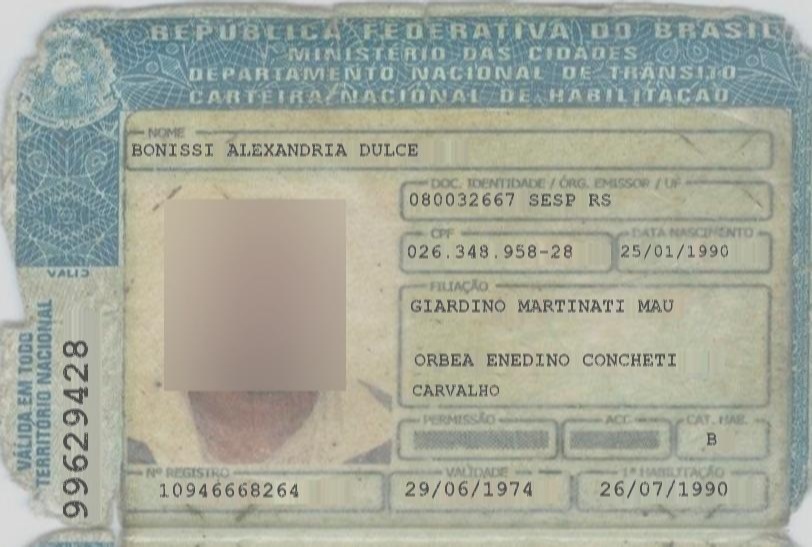 REPÚBLICA FEDERATIVA DO BRASIL
MINISTÉRIO DAS CIDADES
DEPARTAMENTO NACIONAL DE TRÂNSITO
CARTEIRA NACIONAL DE HABILITAÇÃO
NOME
BONISSI ALEXANDRIA DULCE
DOC. IDENTIDADE / ÓRG. EMISSOR / UF
080032667 SESP RS
CPF
DATA NASCIMENTO
026.348.958-28
25/01/1990
FILIAÇÃO
GIARDINO MARTINATI MAU
ORBEA ENEDINO CONCHETI
CARVALHO
PERMISSÃO
ACC
CAT. HAB.
B
Nº REGISTRO
VALIDADE
1ª HABILITAÇÃO
10946668264
29/06/1974
26/07/1990
VÁLIDA EM TODO
TERRITÓRIO NACIONAL
99629428